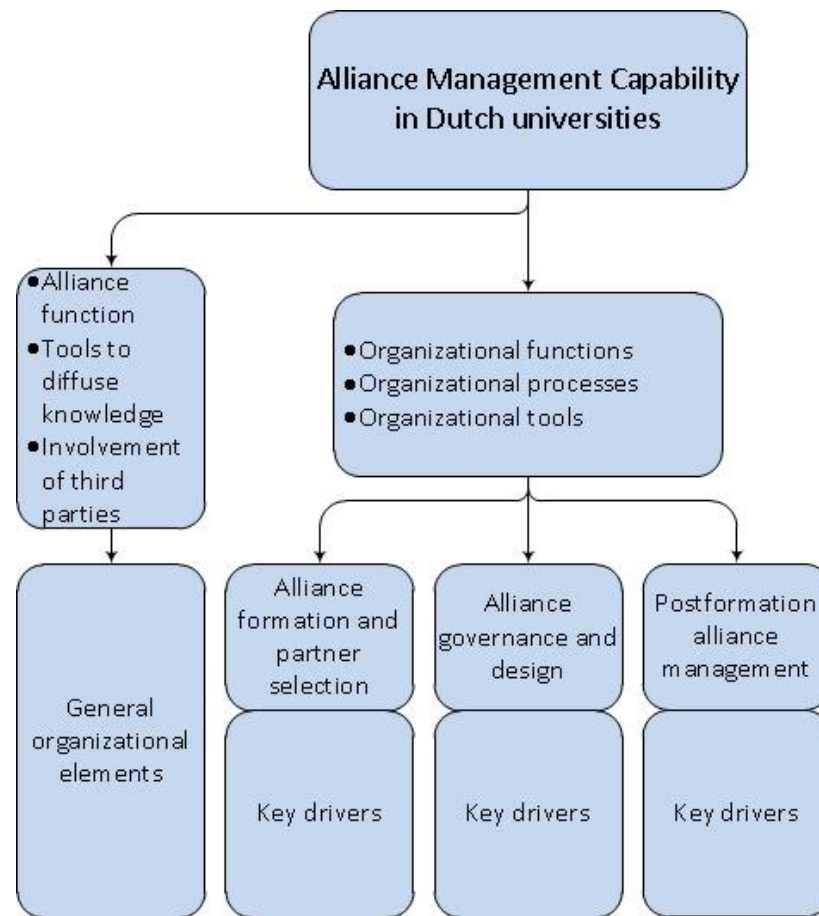 Alliance Management Capability
in Dutch universities
●Alliance
function
●Tools to
diffuse
knowledge
●Involvement
of third
parties
●Organizational functions
●Organizational processes
●Organizational tools
General
organizational
elements
Alliance
formation and
partner
selection
Key drivers
Alliance
governance and
design
Key drivers
Postformation
alliance
management
Key drivers